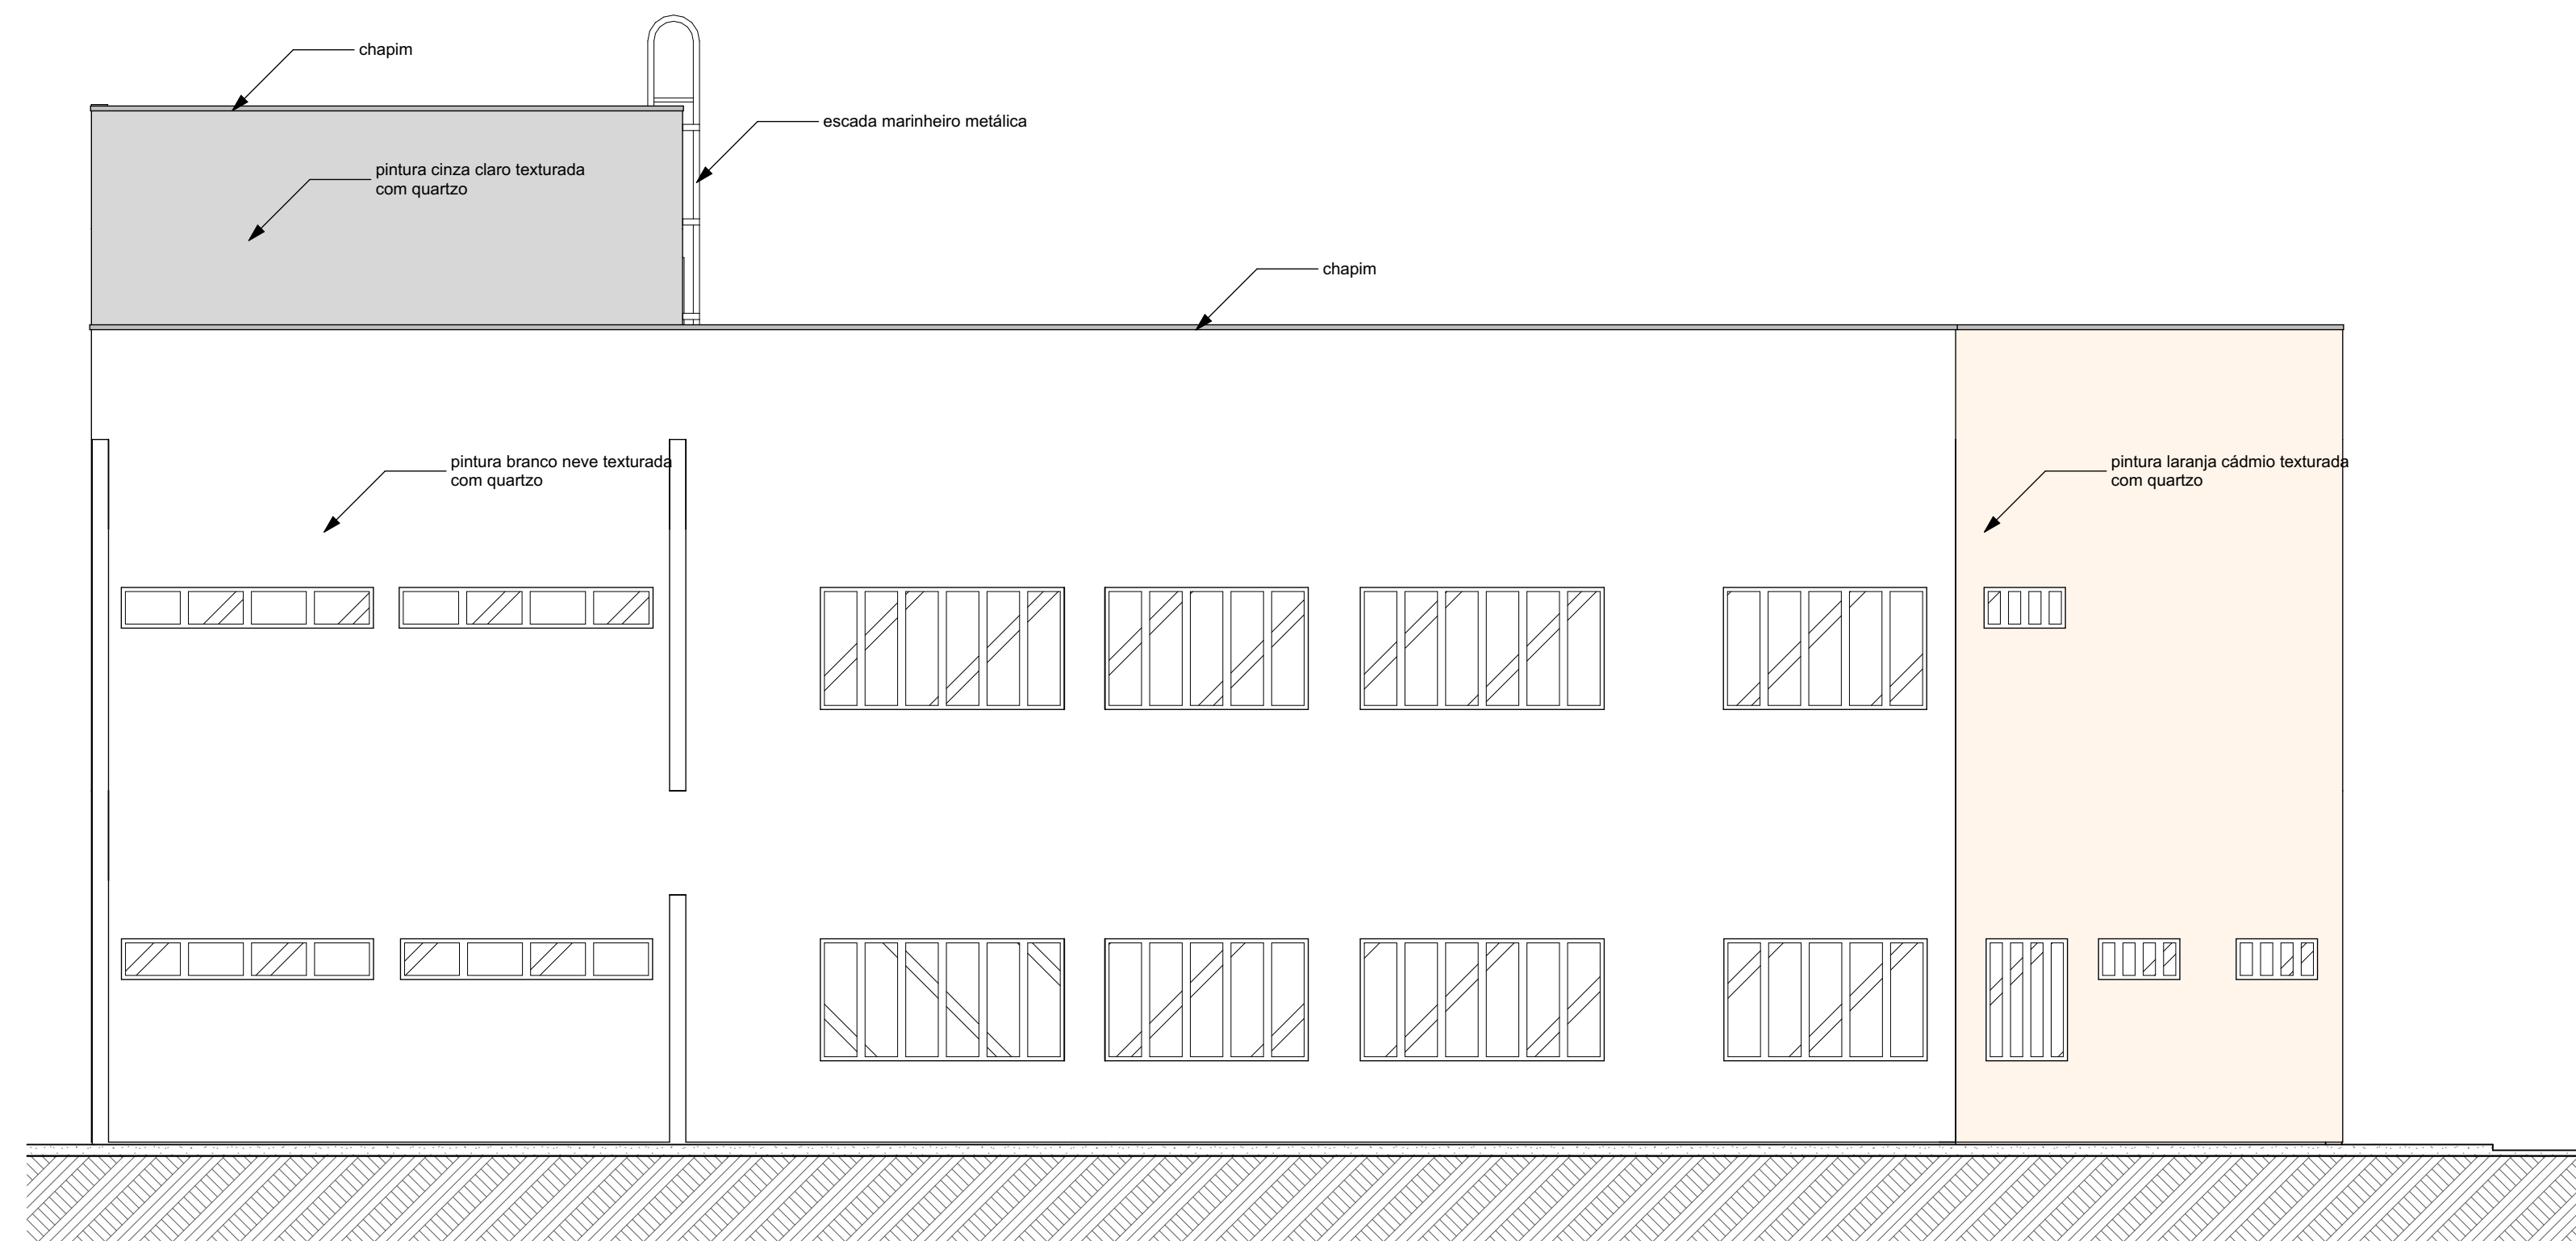 chapim
escada marinheiro metálica
pintura cinza claro texturada
com quartzo
chapim
pintura branco neve texturada
com quartzo
pintura laranja cádmio texturada
com quartzo